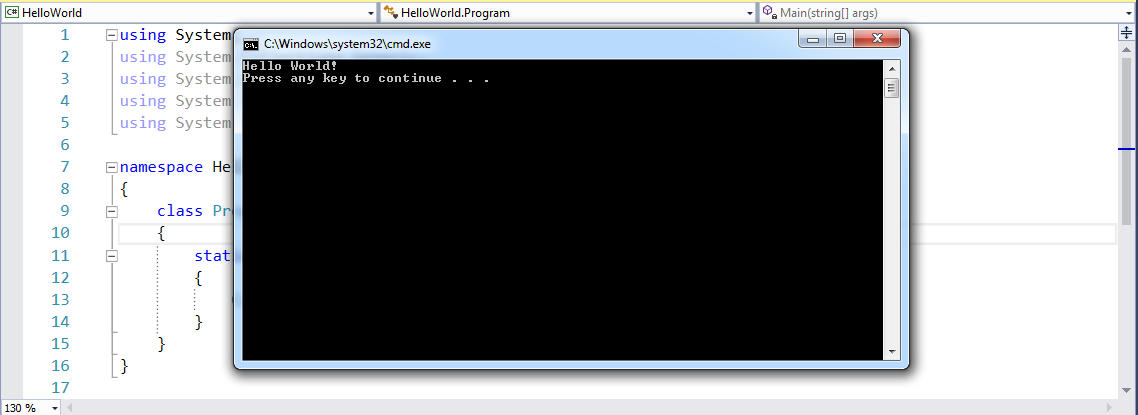 C# HelloWorld HelloWorld.Program Main(string[] args)
C:\Windows\system32\cmd.exe
Hello World!
Press any key to continue . . .
1 using System
2 using System
3 using System
4 using System
5 using System
6
7 namespace He
8 {
9 class Pro
10 {
11 stat
12 {
13
14 }
15 }
16 }
17
130 %